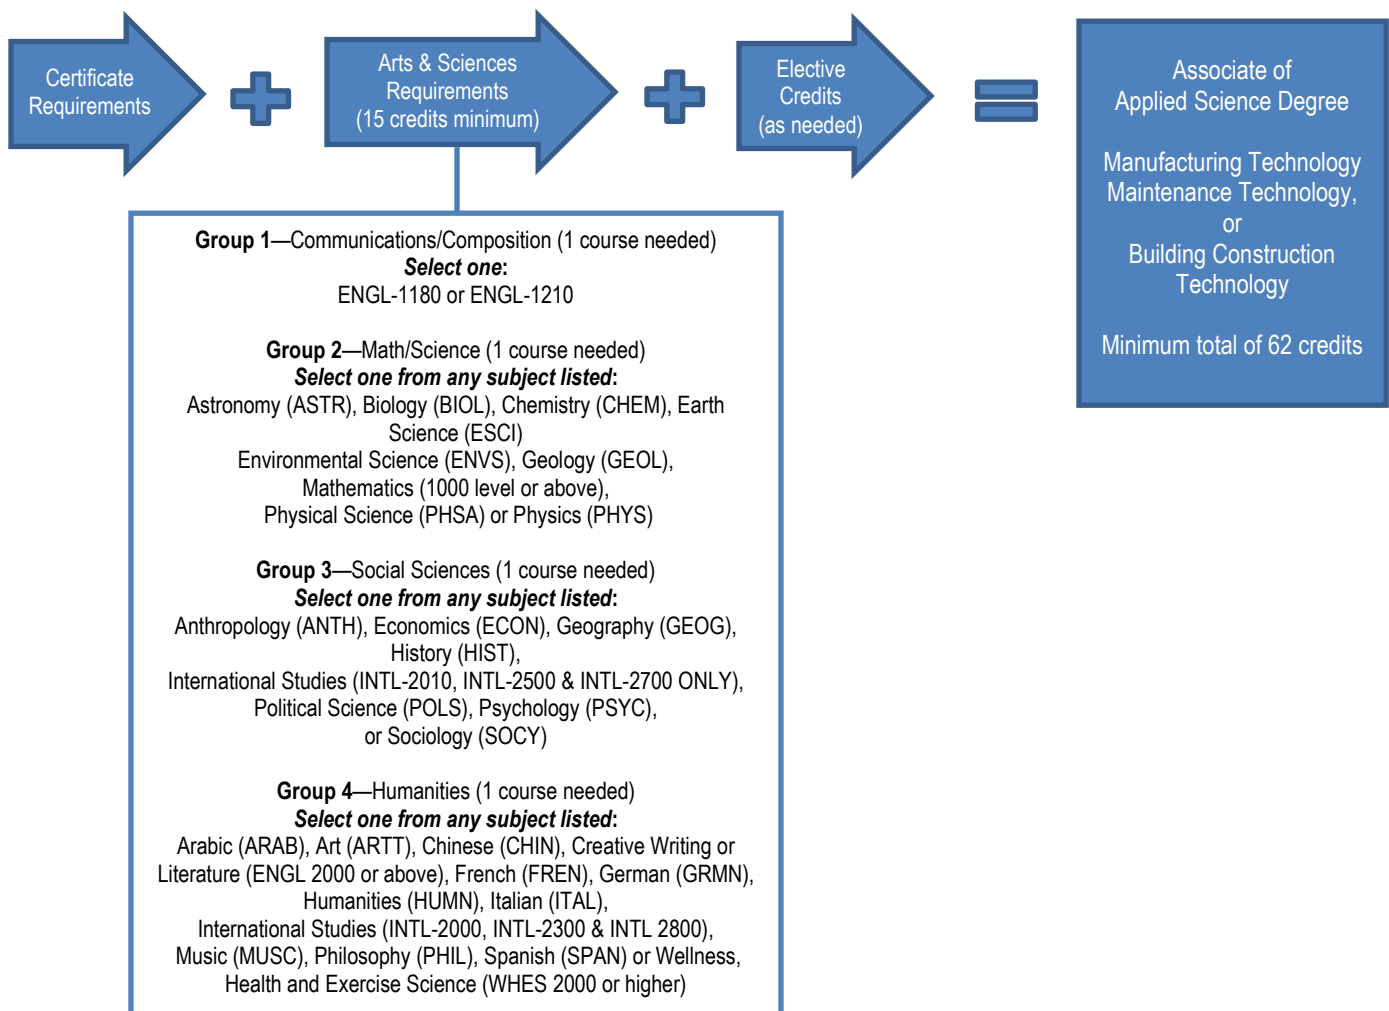 Certificate
Requirements
Arts & Sciences
Requirements
(15 credits minimum)
Elective
Credits
(as needed)
Associate of
Applied Science Degree
Manufacturing Technology
Maintenance Technology,
or
Building Construction
Technology
Minimum total of 62 credits
Group 1—Communications/Composition (1 course needed)
Select one:
ENGL-1180 or ENGL-1210
Group 2—Math/Science (1 course needed)
Select one from any subject listed:
Astronomy (ASTR), Biology (BIOL), Chemistry (CHEM), Earth
Science (ESCI)
Environmental Science (ENVS), Geology (GEOL),
Mathematics (1000 level or above),
Physical Science (PHSA) or Physics (PHYS)
Group 3—Social Sciences (1 course needed)
Select one from any subject listed:
Anthropology (ANTH), Economics (ECON), Geography (GEOG),
History (HIST),
International Studies (INTL-2010, INTL-2500 & INTL-2700 ONLY),
Political Science (POLS), Psychology (PSYC),
or Sociology (SOCY)
Group 4—Humanities (1 course needed)
Select one from any subject listed:
Arabic (ARAB), Art (ARTT), Chinese (CHIN), Creative Writing or
Literature (ENGL 2000 or above), French (FREN), German (GRMN),
Humanities (HUMN), Italian (ITAL),
International Studies (INTL-2000, INTL-2300 & INTL 2800),
Music (MUSC), Philosophy (PHIL), Spanish (SPAN) or Wellness,
Health and Exercise Science (WHES 2000 or higher)